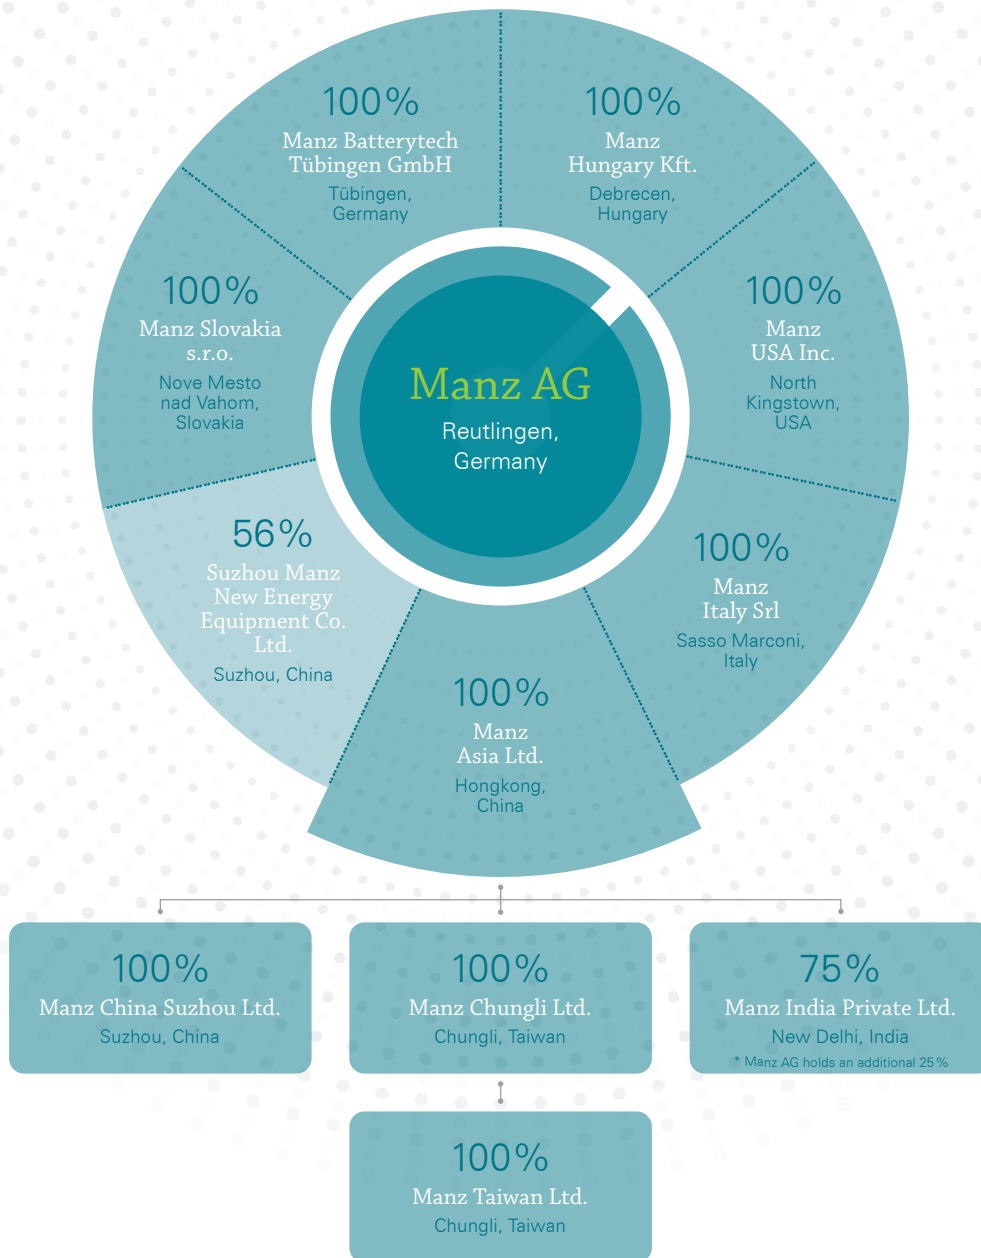 100%
Manz Batterytech
Tübingen GmbH
Tübingen,
Germany
100%
Manz
Hungary Kft.
Debrecen,
Hungary
100%
Manz Slovakia
s.r.o.
Nove Mesto
nad Vahom,
Slovakia
100%
Manz
USA Inc.
North
Kingstown,
USA
Manz AG
Reutlingen,
Germany
56%
Suzhou Manz
New Energy
Equipment Co.
Ltd.
Suzhou, China
100%
Manz
Italy Srl
Sasso Marconi,
Italy
100%
Manz
Asia Ltd.
Hongkong,
China
100%
Manz China Suzhou Ltd.
Suzhou, China
100%
Manz Chungli Ltd.
Chungli, Taiwan
75%
Manz India Private Ltd.
New Delhi, India
* Manz AG holds an additional 25%
100%
Manz Taiwan Ltd.
Chungli, Taiwan